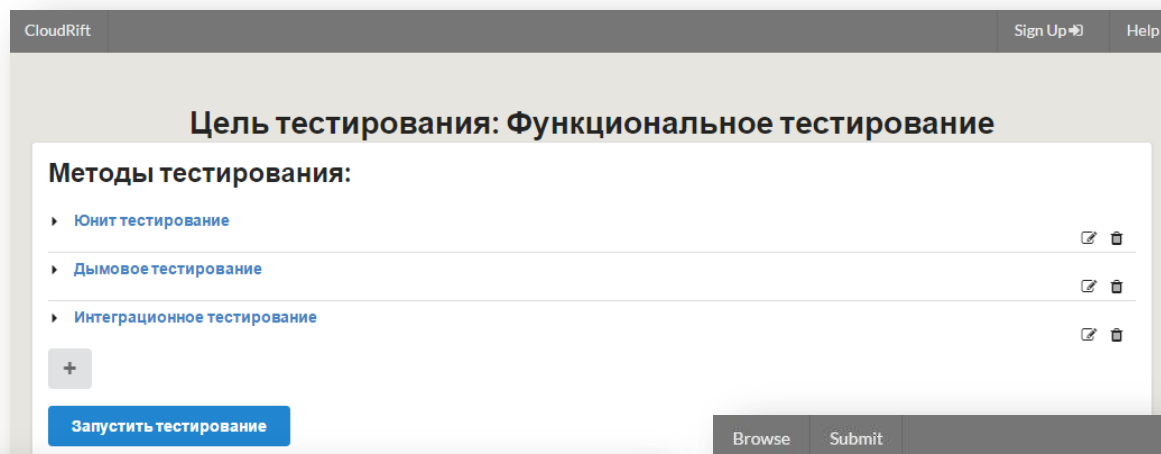 CloudRift Sign Up Help
Цель тестирования: Функциональное тестирование
Методы тестирования:
Юнит тестирование
Дымовое тестирование
Интеграционное тестирование
+
Запустить тестирование
Browse Submit